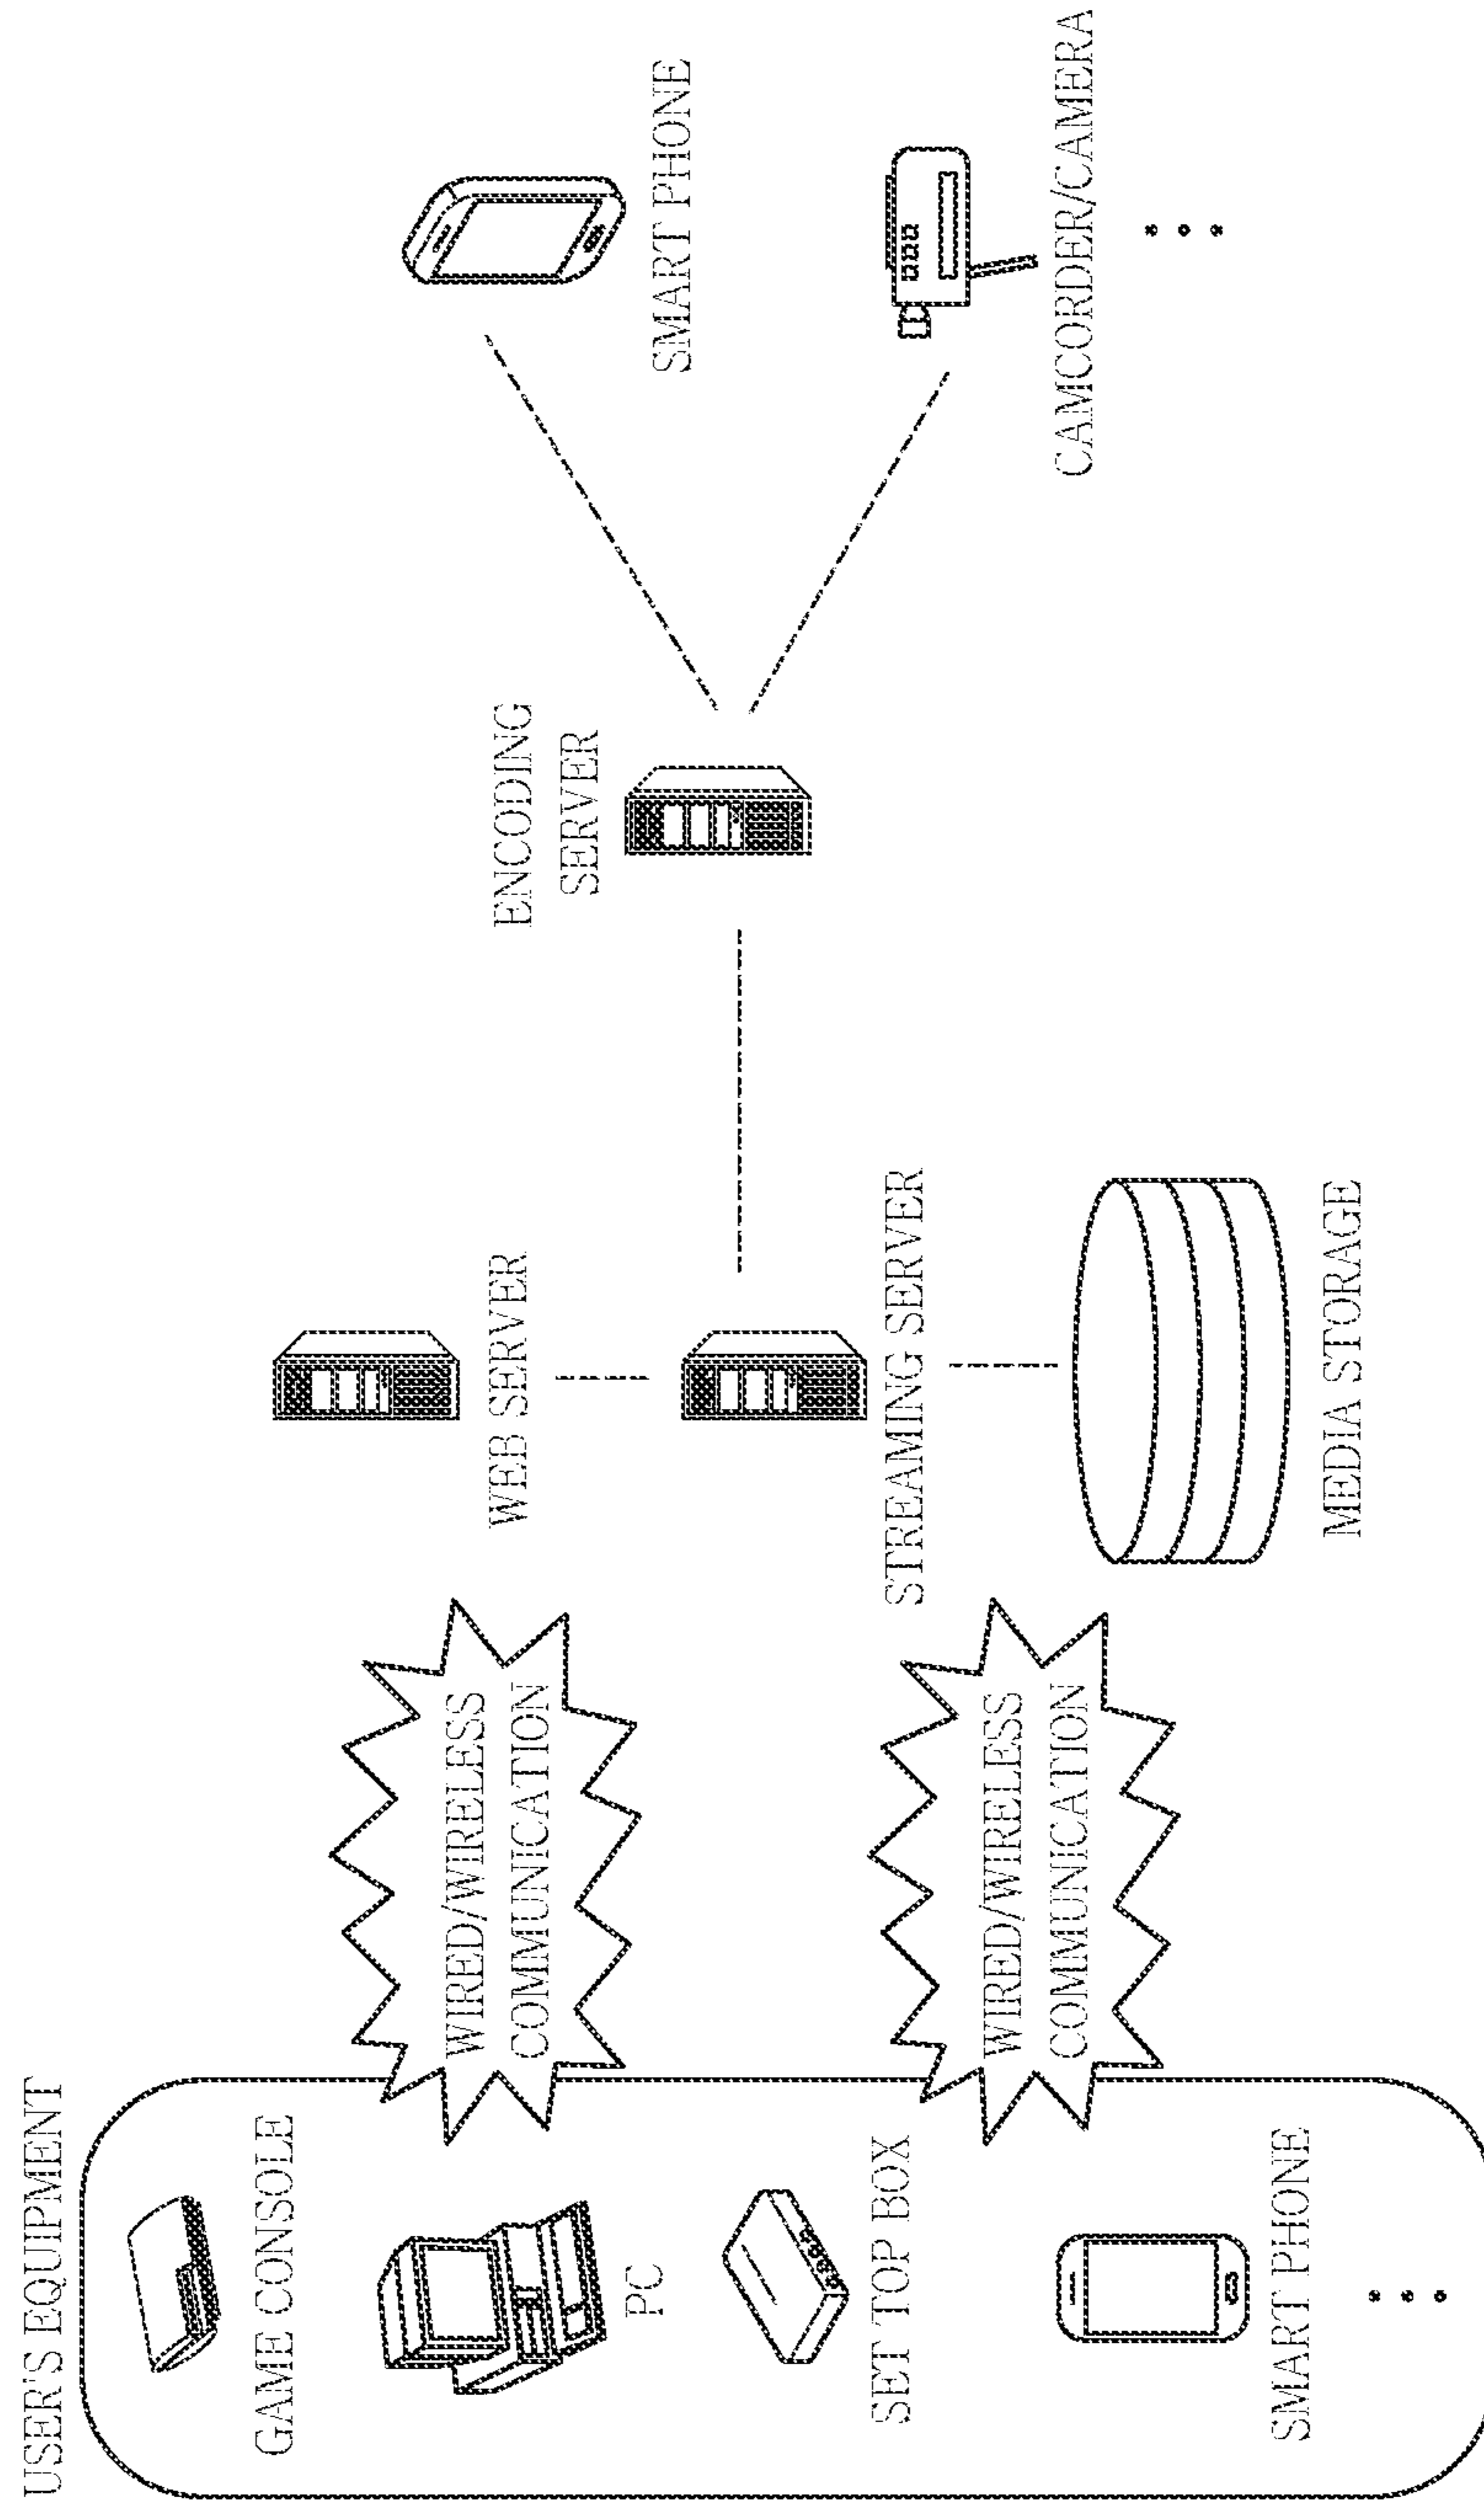 USER'S EQUIPMENT
GAME CONSOLE
PC
SET TOP BOX
SMART PHONE
WIRED/WIRELESS
COMMUNICATION
WIRED/WIRELESS
COMMUNICATION
WEB SERVER
STREAMING SERVER
MEDIA STORAGE
ENCODING
SERVER
SMART PHONE
CAMCORDER/CAMERA